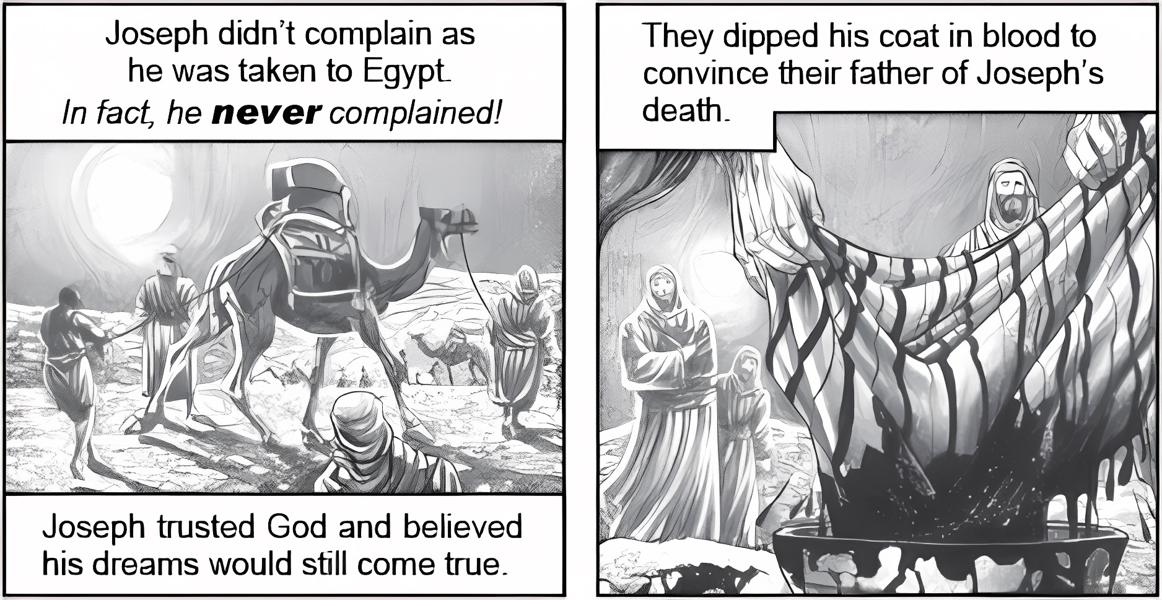 Joseph didn't complain as
he was taken to Egypt.
In fact, he never complained!
Joseph trusted God and believed
his dreams would still come true.
They dipped his coat in blood to
convince their father of Joseph's
death.